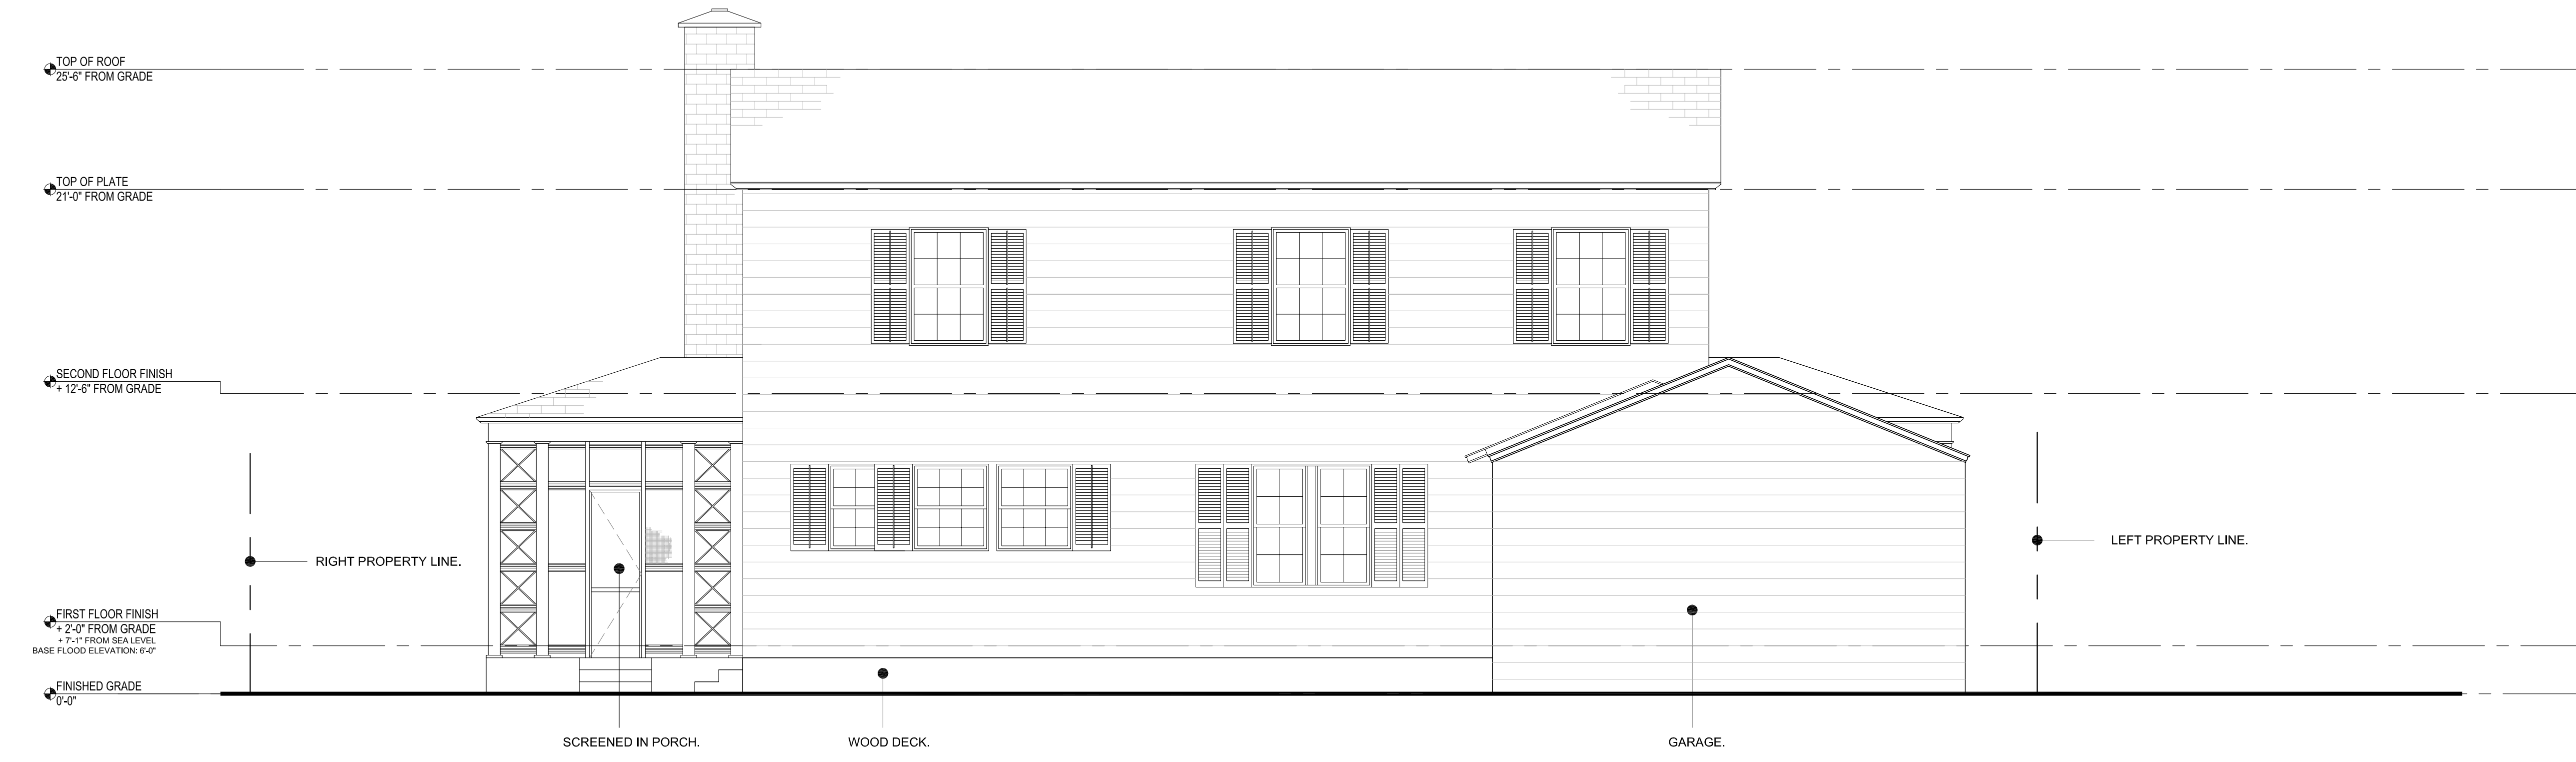 TOP OF ROOF
25'-6" FROM GRADE
TOP OF PLATE
21'-0" FROM GRADE
SECOND FLOOR FINISH
+ 12'-6" FROM GRADE
RIGHT PROPERTY LINE.
LEFT PROPERTY LINE.
FIRST FLOOR FINISH
+ 2'-0" FROM GRADE
+ 7'-1" FROM SEA LEVEL
BASE FLOOD ELEVATION: 6'-0"
FINISHED GRADE
0'-0"
SCREENED IN PORCH.
WOOD DECK.
GARAGE.